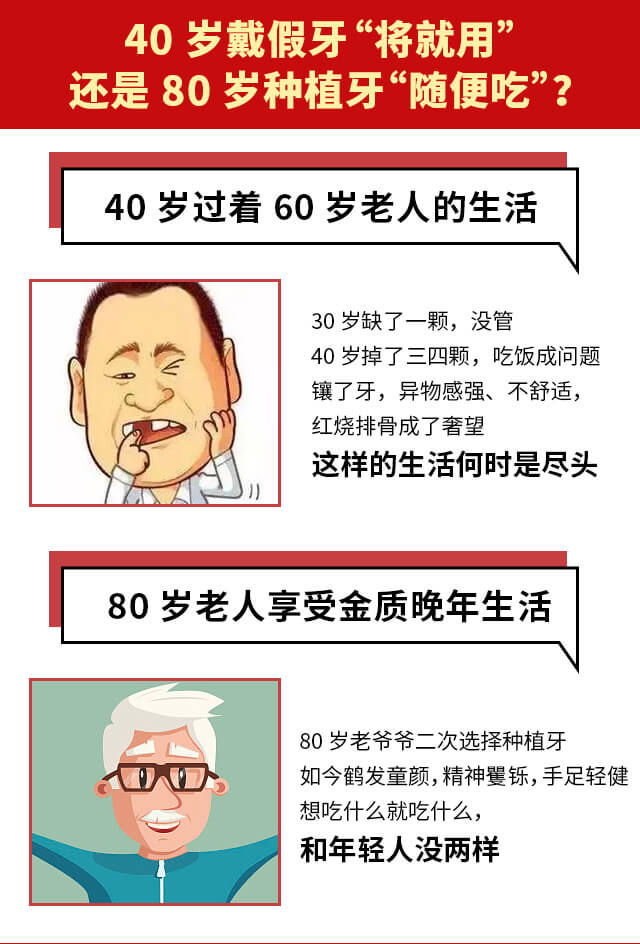 40 岁戴假牙“将就用”
还是 80 岁种植牙“随便吃”？
40 岁过着 60 岁老人的生活
30 岁缺了一颗，没管
40 岁掉了三四颗，吃饭成问题
镶了牙，异物感强、不舒适，
红烧排骨成了奢望
这样的生活何时是尽头
80 岁老人享受金质晚年生活
80 岁老爷爷二次选择种植牙
如今鹤发童颜，精神矍铄，手足轻健
想吃什么就吃什么，
和年轻人没两样